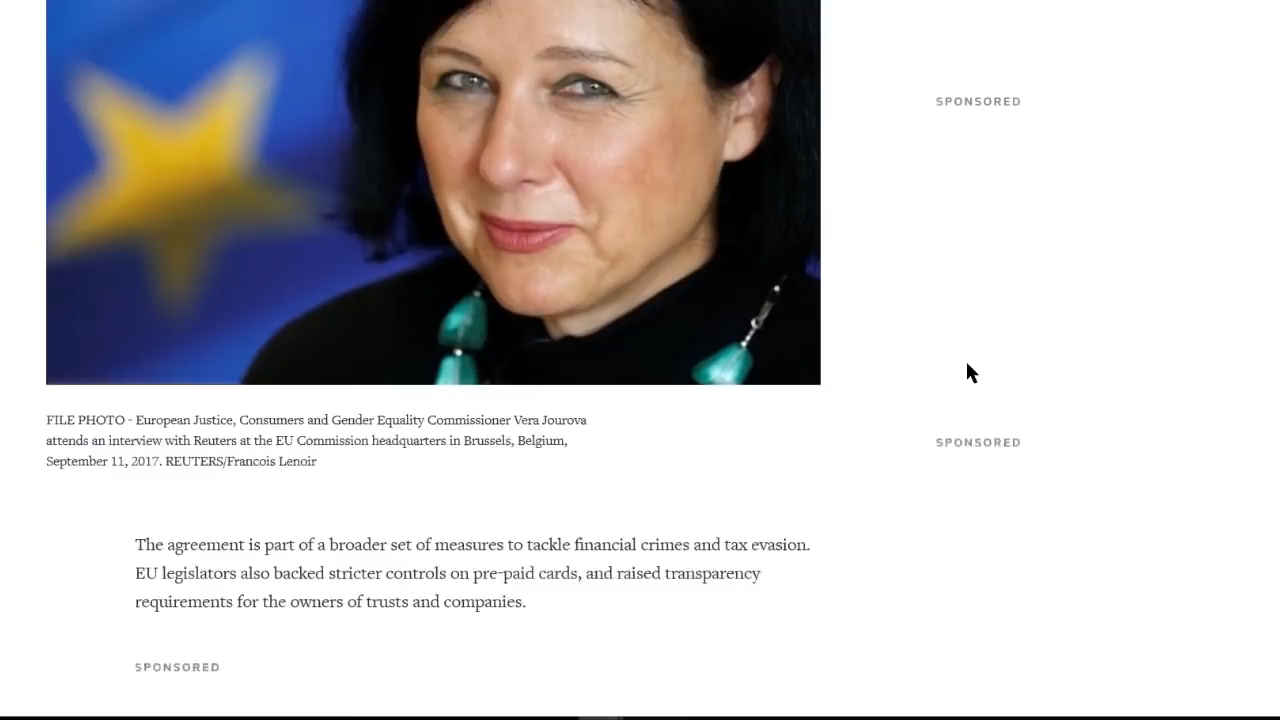 SPONSORED
FILE PHOTO - European Justice, Consumers and Gender Equality Commissioner Vera Jourova
attends an interview with Reuters at the EU Commission headquarters in Brussels, Belgium,
September 11, 2017. REUTERS/Francois Lenoir
SPONSORED
The agreement is part of a broader set of measures to tackle financial crimes and tax evasion.
EU legislators also backed stricter controls on pre-paid cards, and raised transparency
requirements for the owners of trusts and companies.
SPONSORED